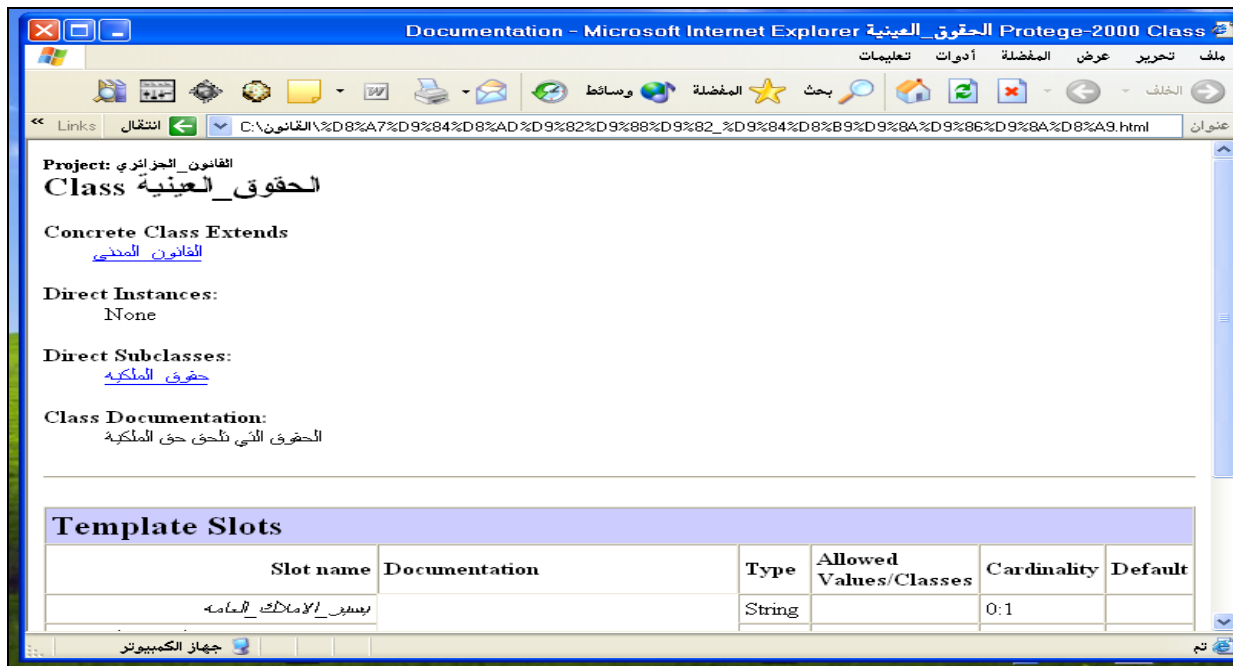 Protege-2000 Class الحقوق_العينية Documentation - Microsoft Internet Explorer
ملف تحرير عرض المفضلة أدوات تعليمات
الخلف بحث المفضلة وسائط
عنوان C:\القانون\%D8%A7%D9%84%D8%AD%D9%82%D9%88%D9%82_%D9%84%D8%B9%D9%8A%D9%86%D9%8A%D8%A9.html انتقال Links
Project: القانون_الجزائري
Class الحقوق_العينية
Concrete Class Extends
القانون_المدني
Direct Instances:
None
Direct Subclasses:
حقوق_الملكية
Class Documentation:
الحقوق التي تلحق حق الملكية
Template Slots
Slot name Documentation Type Allowed Values/Classes Cardinality Default
الاملاك_العامة String 0:1
تم جهاز الكمبيوتر